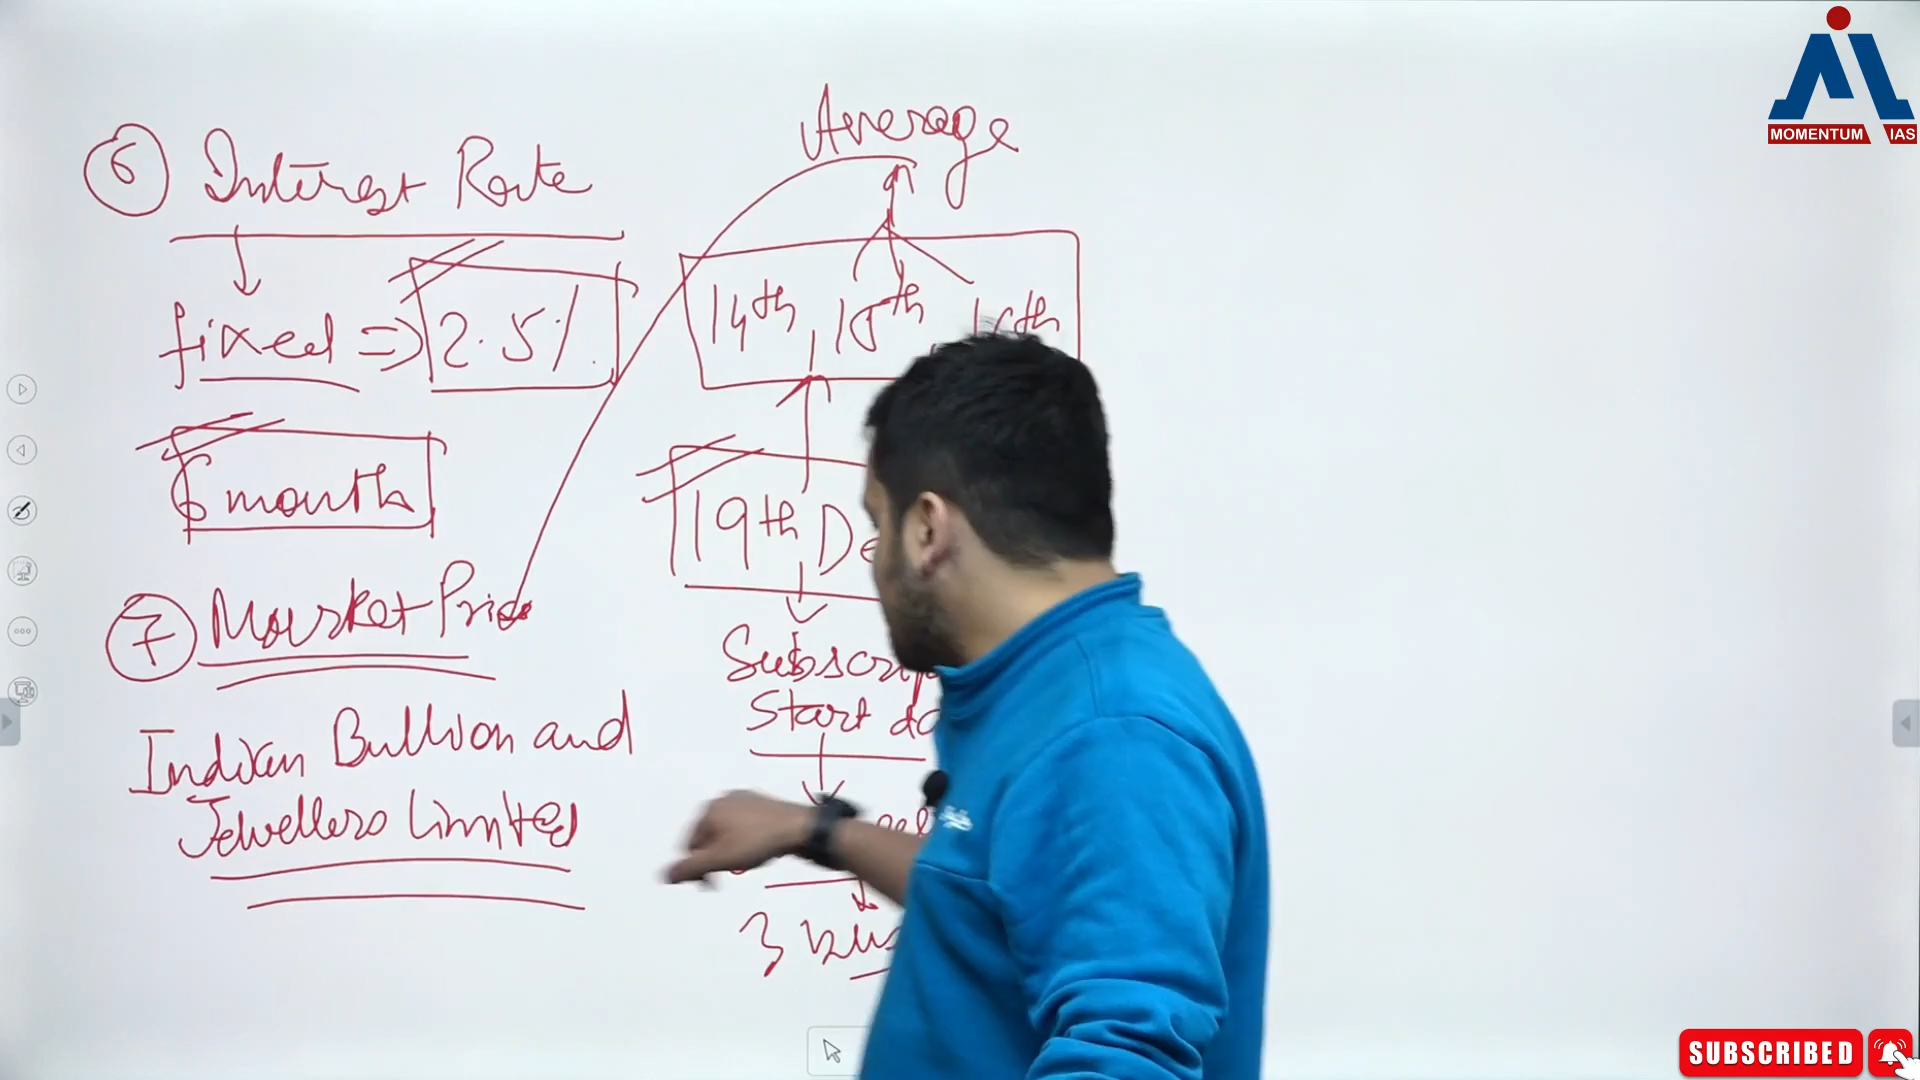 6 Interest Rate
fixed => 2.5%.
6 month
7 Market Price
Indian Bullion and
Jewellers Limited
Average
14th, 15th, 16th
19th De
Subscrip
Start da
3 bus
MOMENTUM IAS
SUBSCRIBED